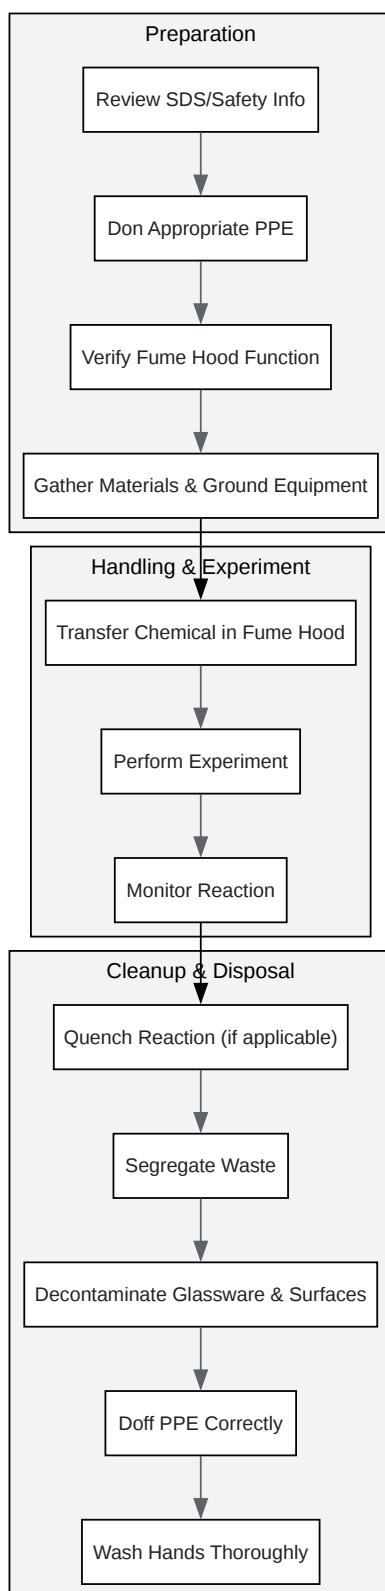 Preparation
Review SDS/Safety Info
Don Appropriate PPE
Verify Fume Hood Function
Gather Materials & Ground Equipment
Handling & Experiment
Transfer Chemical in Fume Hood
Perform Experiment
Monitor Reaction
Cleanup & Disposal
Quench Reaction (if applicable)
Segregate Waste
Decontaminate Glassware & Surfaces
Doff PPE Correctly
Wash Hands Thoroughly